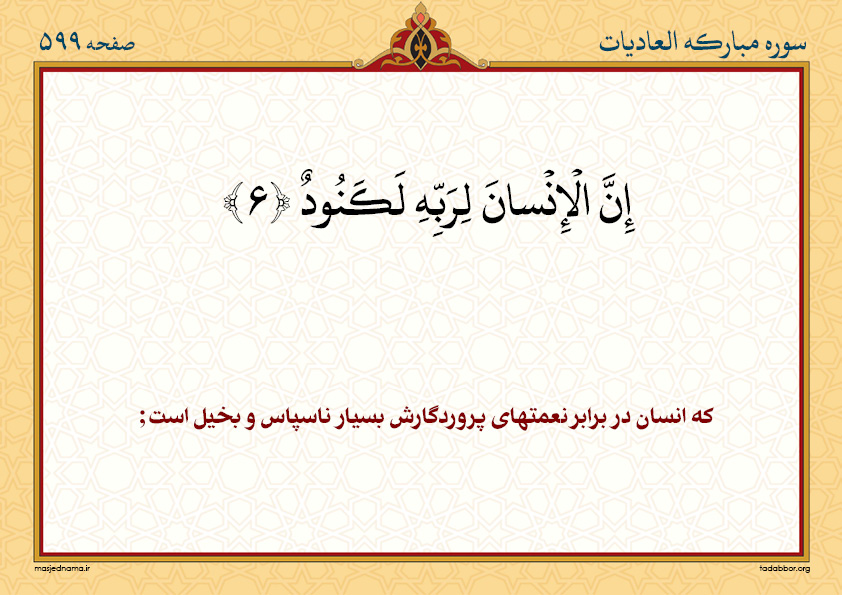 سوره مبارکه العادیات
صفحه ۵۹۹
إِنَّ الْإِنْسانَ لِرَبِّهِ لَكَنُودٌ ﴿۶﴾
که انسان در برابر نعمتهای پروردگارش بسیار ناسپاس و بخیل است;
masjednama.ir
tadabbor.org